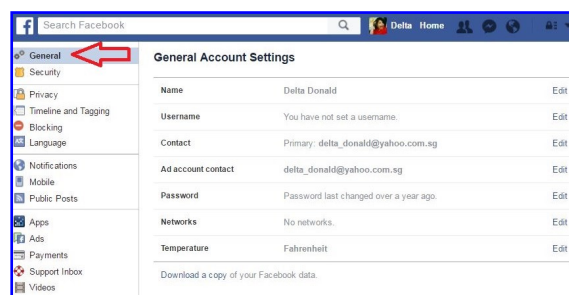 f Search Facebook Delta Home
General
Security
Privacy
Timeline and Tagging
Blocking
Language
Notifications
Mobile
Public Posts
Apps
Ads
Payments
Support Inbox
Videos
General Account Settings
Name Delta Donald Edit
Username You have not set a username. Edit
Contact Primary: delta_donald@yahoo.com.sg Edit
Ad account contact delta_donald@yahoo.com.sg Edit
Password Password last changed over a year ago. Edit
Networks No networks. Edit
Temperature Fahrenheit Edit
Download a copy of your Facebook data.